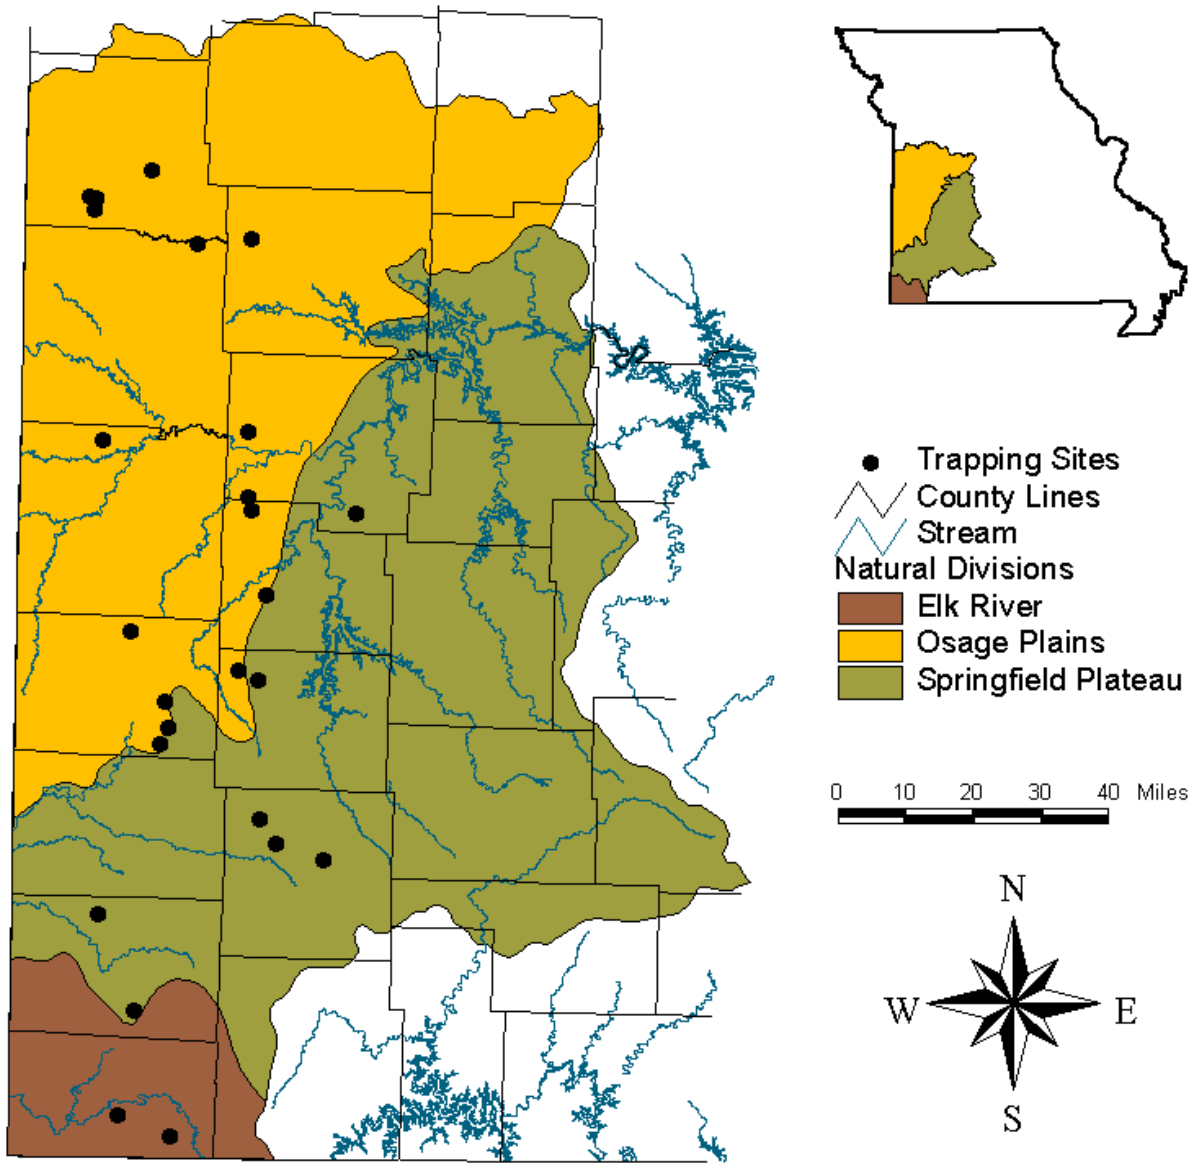 Trapping Sites
County Lines
Stream
Natural Divisions
Elk River
Osage Plains
Springfield Plateau
0 10 20 30 40 Miles
N
W E
S